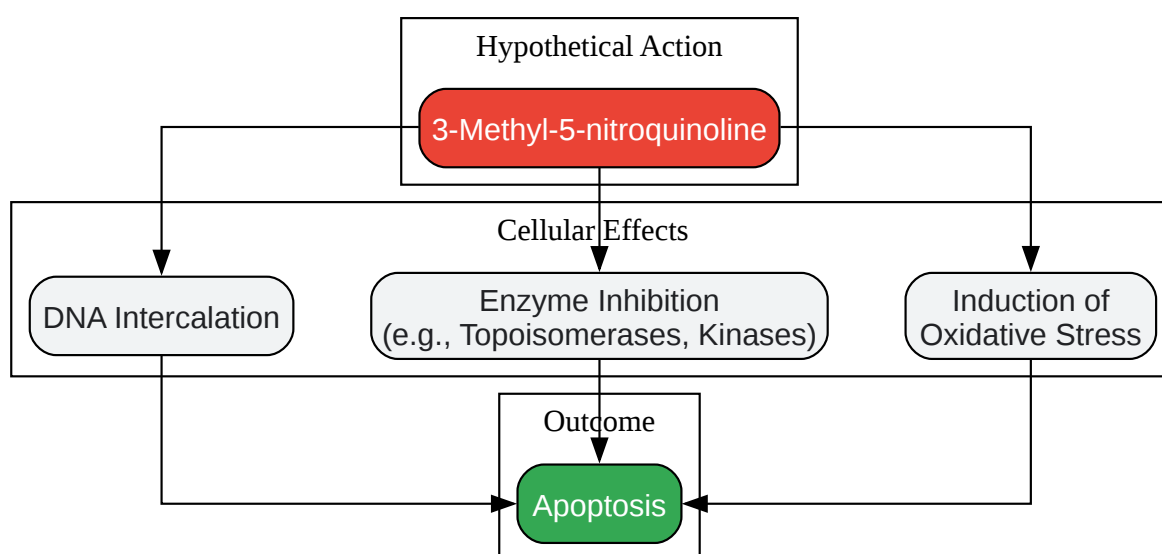 Hypothetical Action
3-Methyl-5-nitroquinoline
Cellular Effects
DNA Intercalation
Enzyme Inhibition
(e.g., Topoisomerases, Kinases)
Induction of
Oxidative Stress
Outcome
Apoptosis